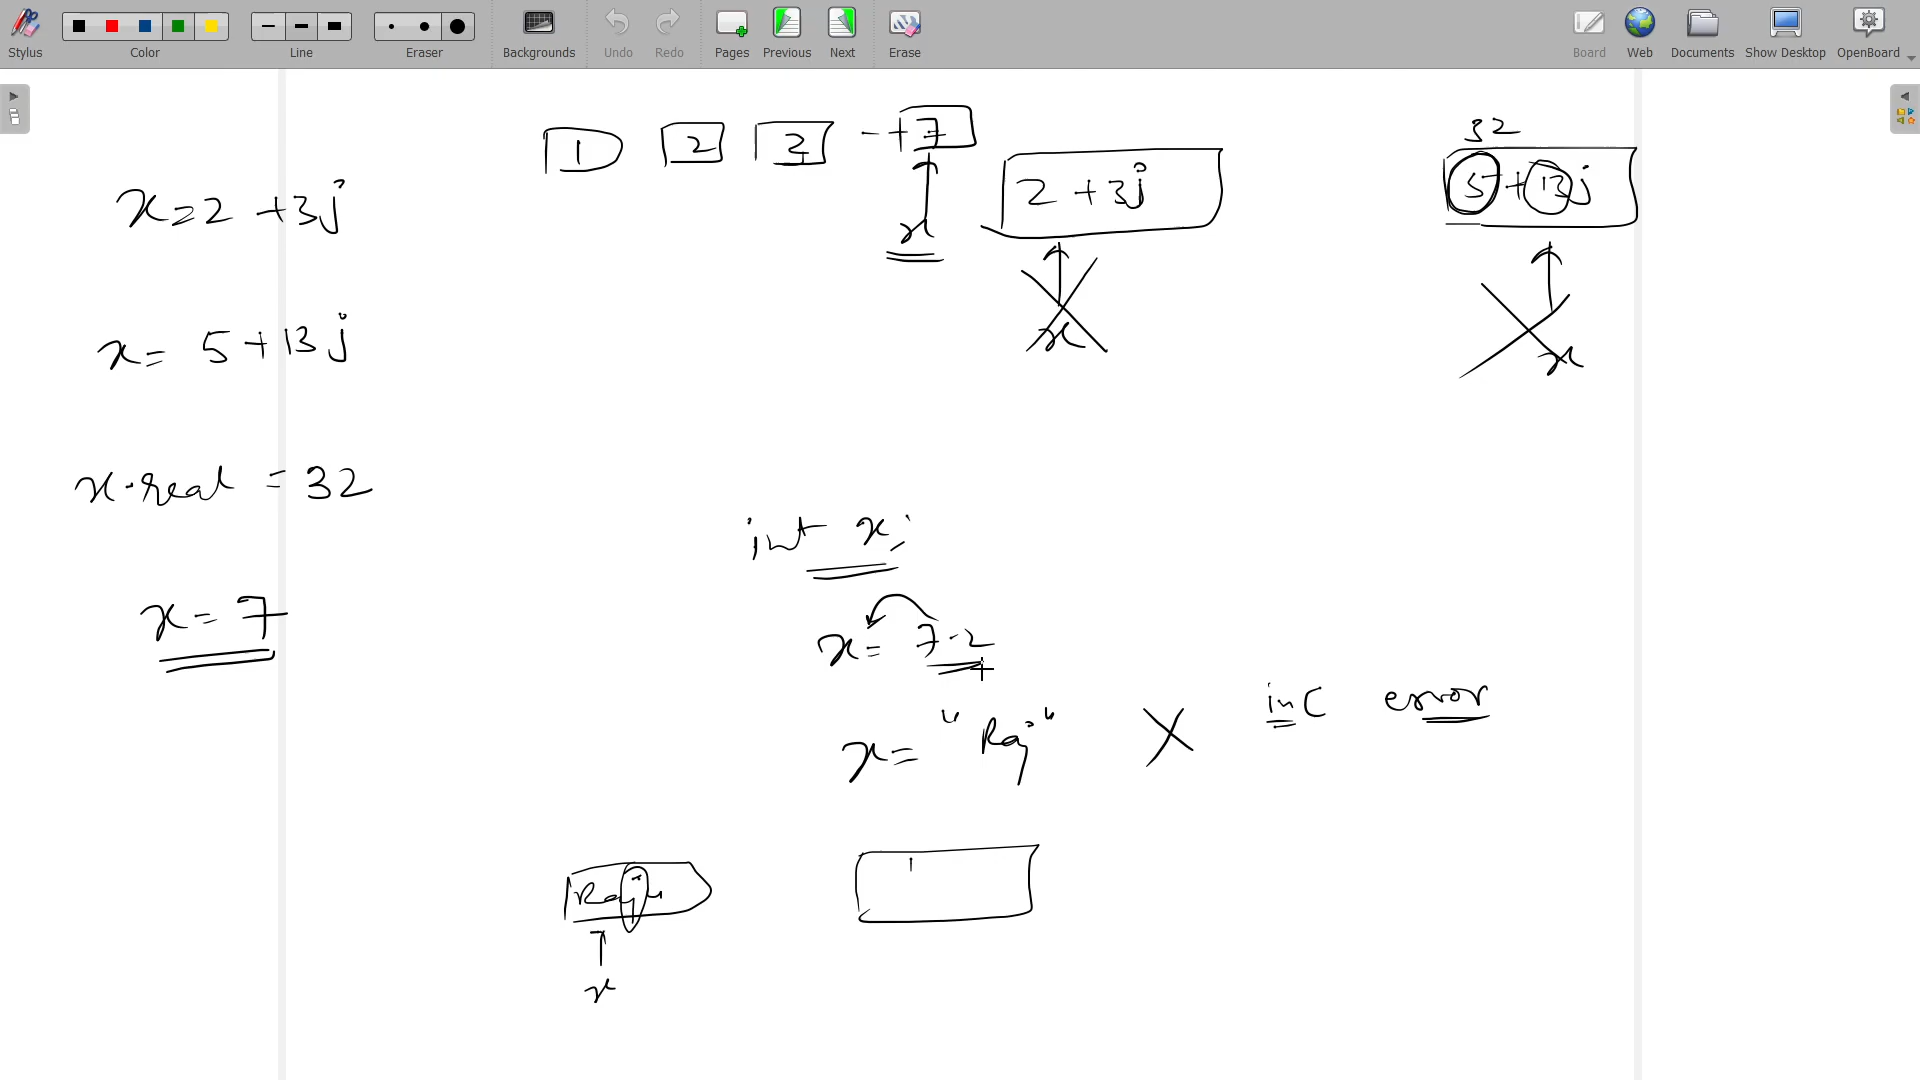 Stylus Color Line Eraser Backgrounds Undo Redo Pages Previous Next Erase Board Web Documents Show Desktop OpenBoard
1 2 3 -+7
x
2 +3j
x
32
5+13j
x
x=2 +3j
x= 5+13j
x.real = 32
x= 7
int x;
x= 7.2
x= "Raj" X in C error
Raju
x